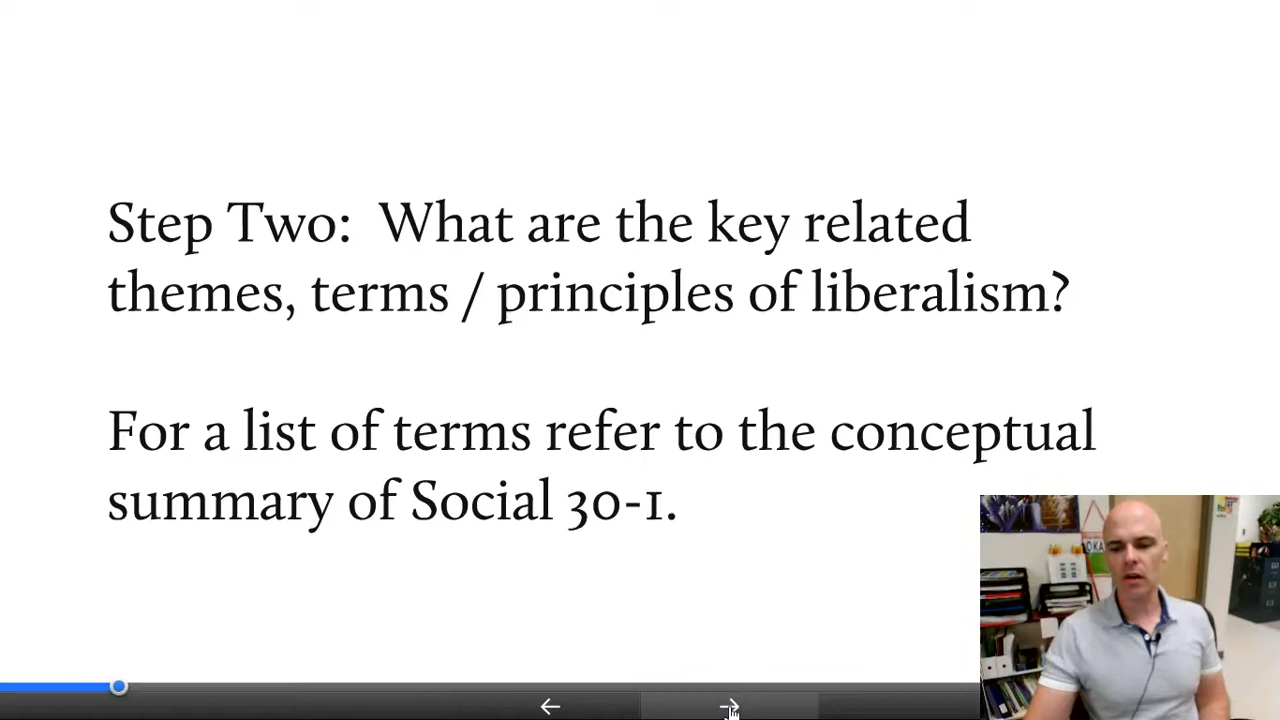 Step Two:  What are the key related
themes, terms / principles of liberalism?
For a list of terms refer to the conceptual
summary of Social 30-1.
OKA